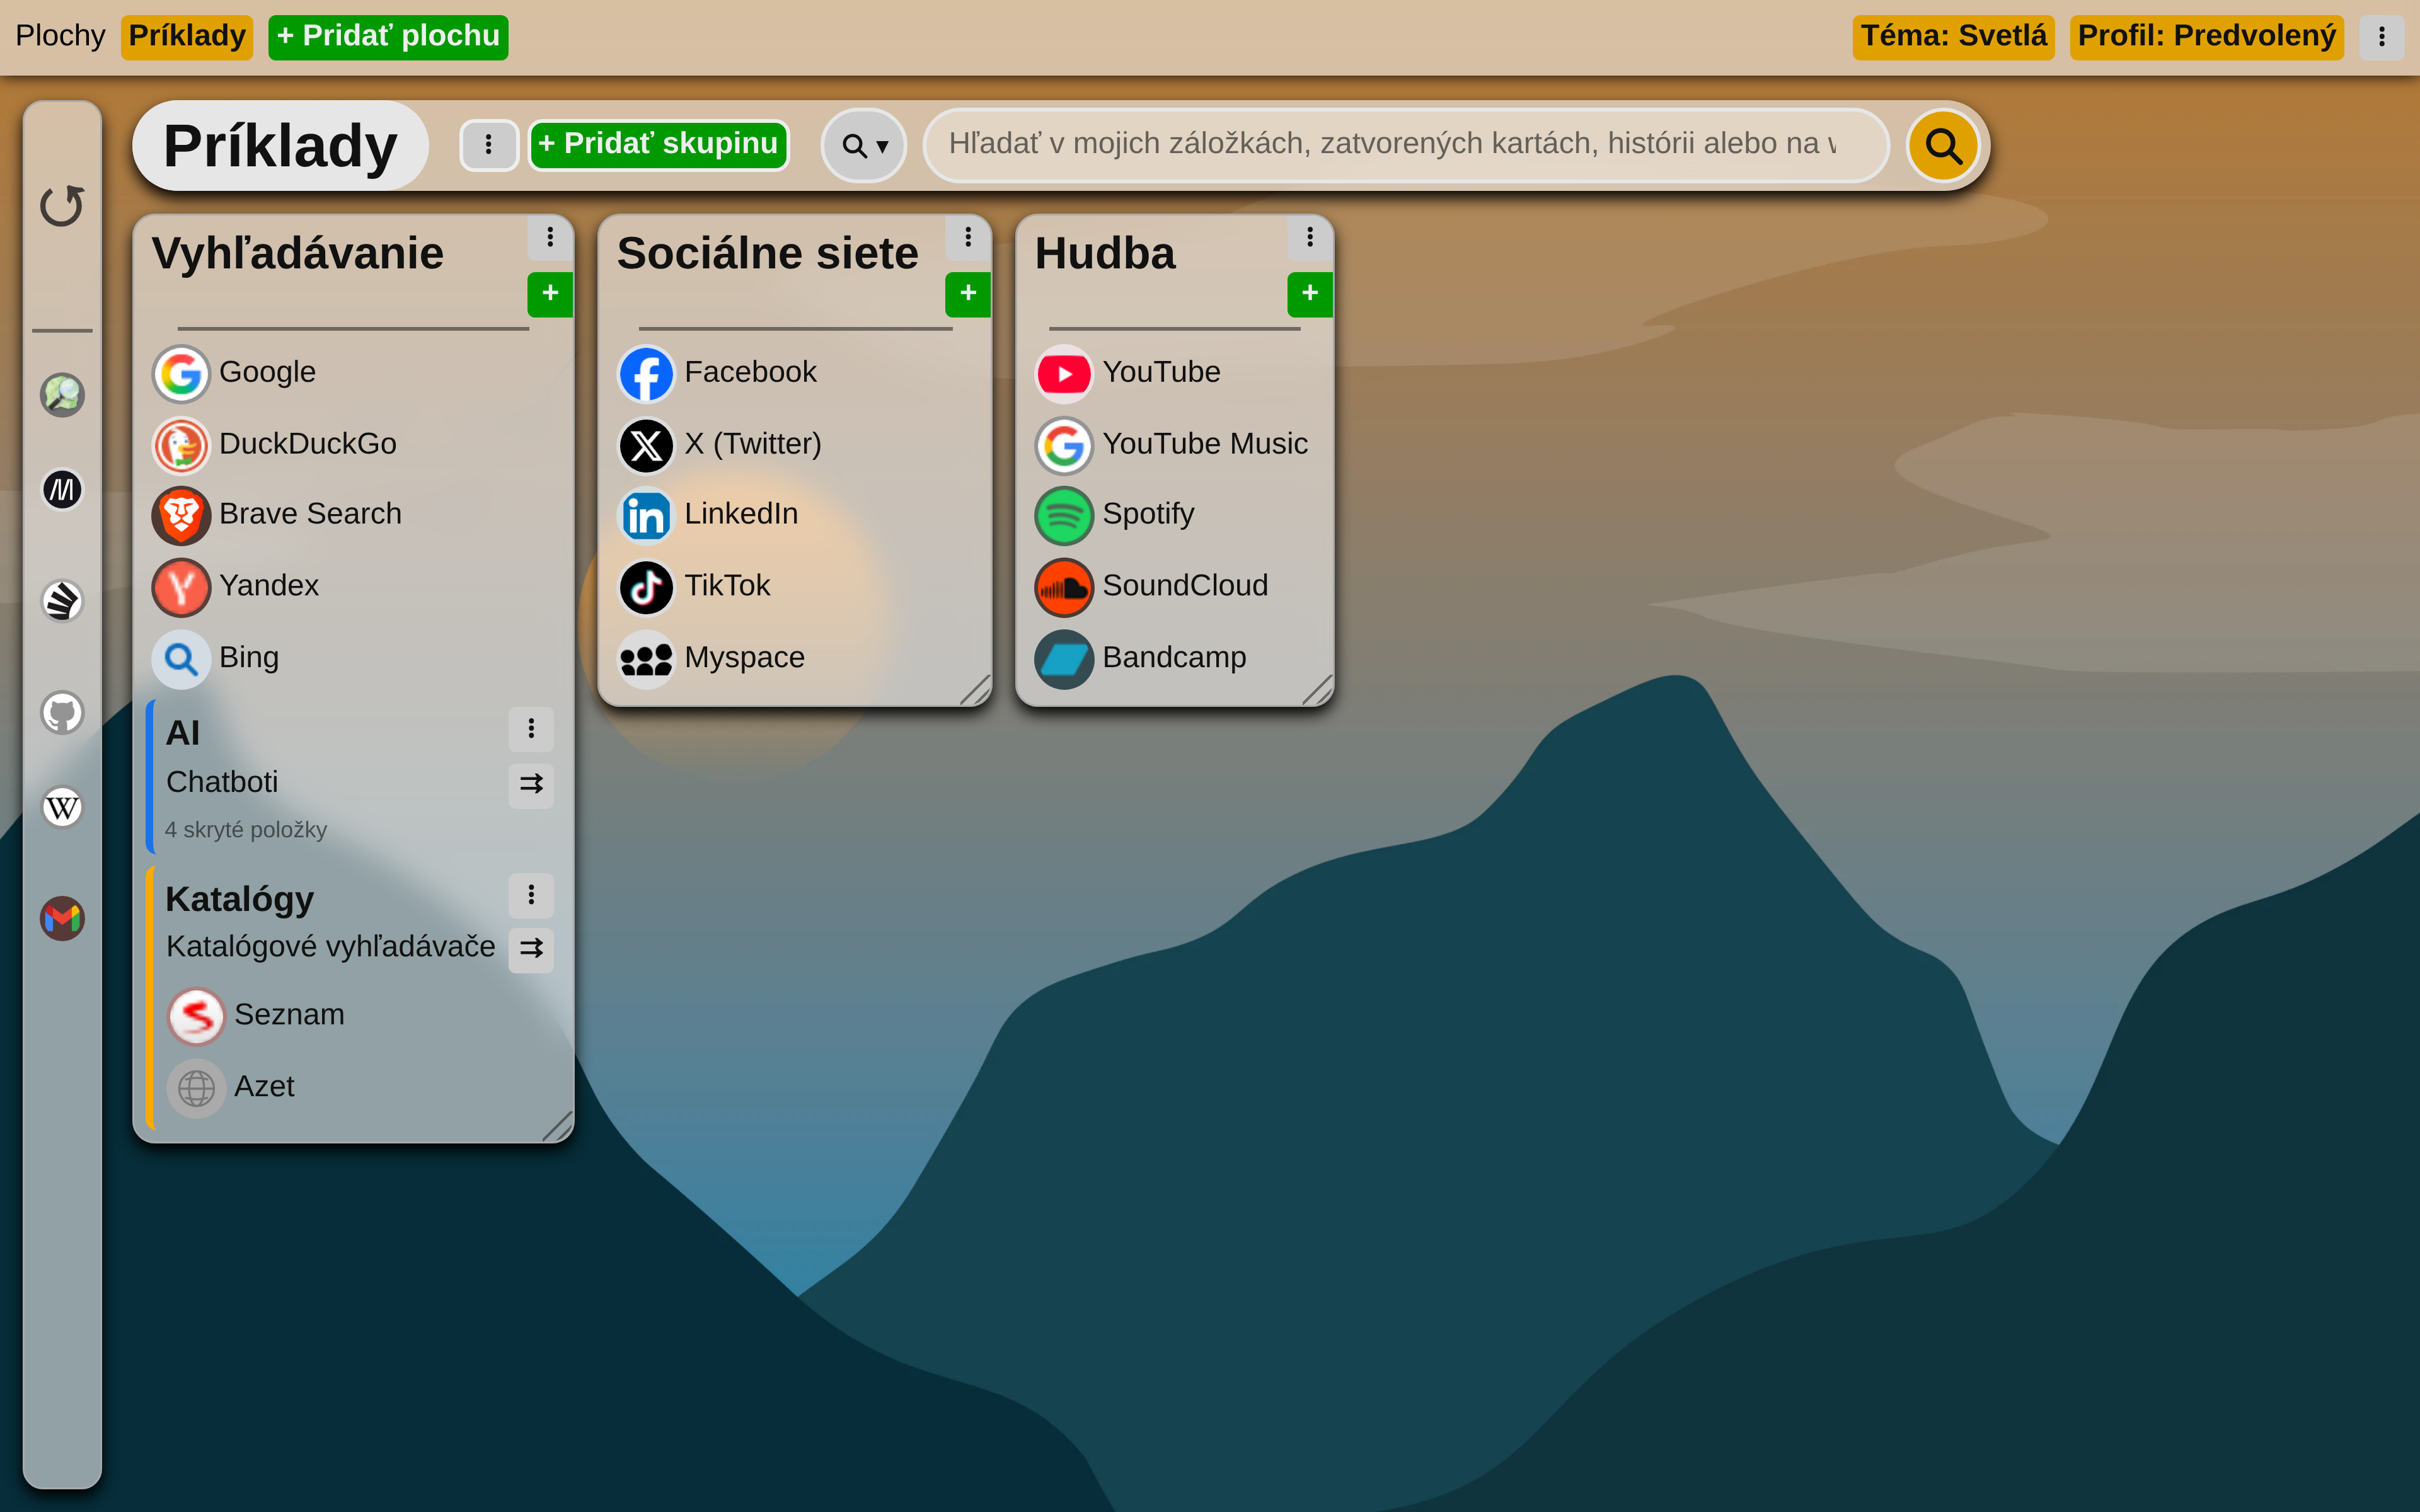 Plochy Príklady + Pridať plochu Téma: Svetlá Profil: Predvolený
Príklady + Pridať skupinu Hľadať v mojich záložkách, zatvorených kartách, histórii alebo na
Vyhľadávanie
Google
DuckDuckGo
Brave Search
Yandex
Bing
AI
Chatboti
4 skryté položky
Katalógy
Katalógové vyhľadávače
Seznam
Azet
Sociálne siete
Facebook
X (Twitter)
LinkedIn
TikTok
Myspace
Hudba
YouTube
YouTube Music
Spotify
SoundCloud
Bandcamp